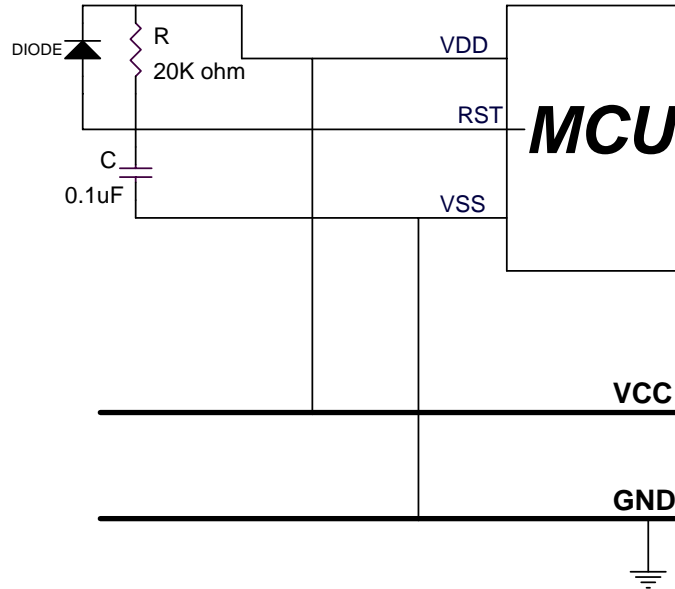 R
DIODE
20K ohm
VDD
RST
MCU
C
0.1uF
VSS
VCC
GND